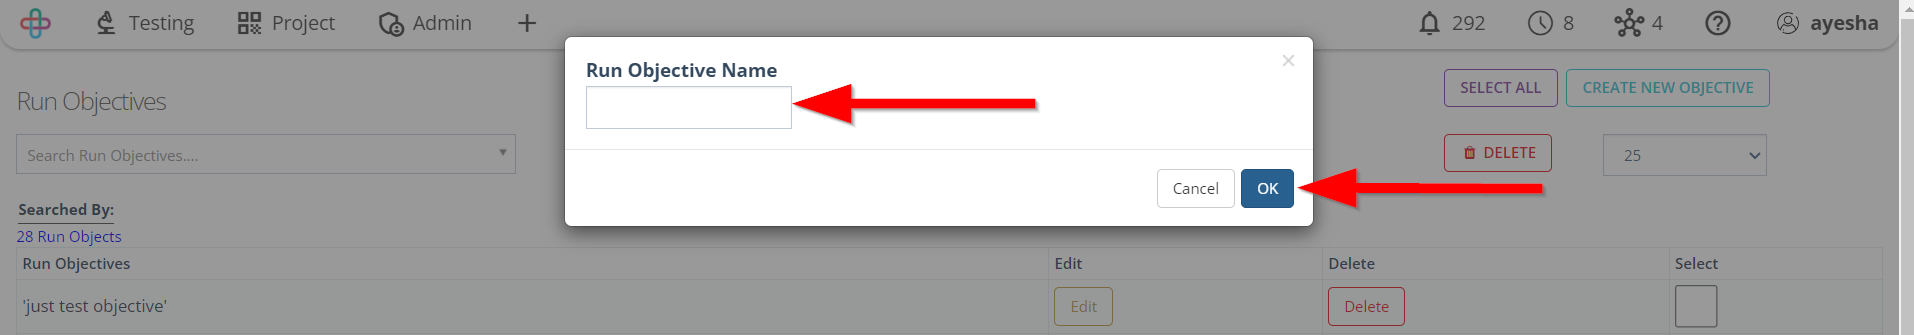 Testing Project Admin 292 8 4 ayesha
Run Objective Name ×
Run Objectives SELECT ALL CREATE NEW OBJECTIVE
Search Run Objectives.... DELETE 25
Cancel OK
Searched By:
28 Run Objects
Run Objectives Edit Delete Select
'just test objective' Edit Delete